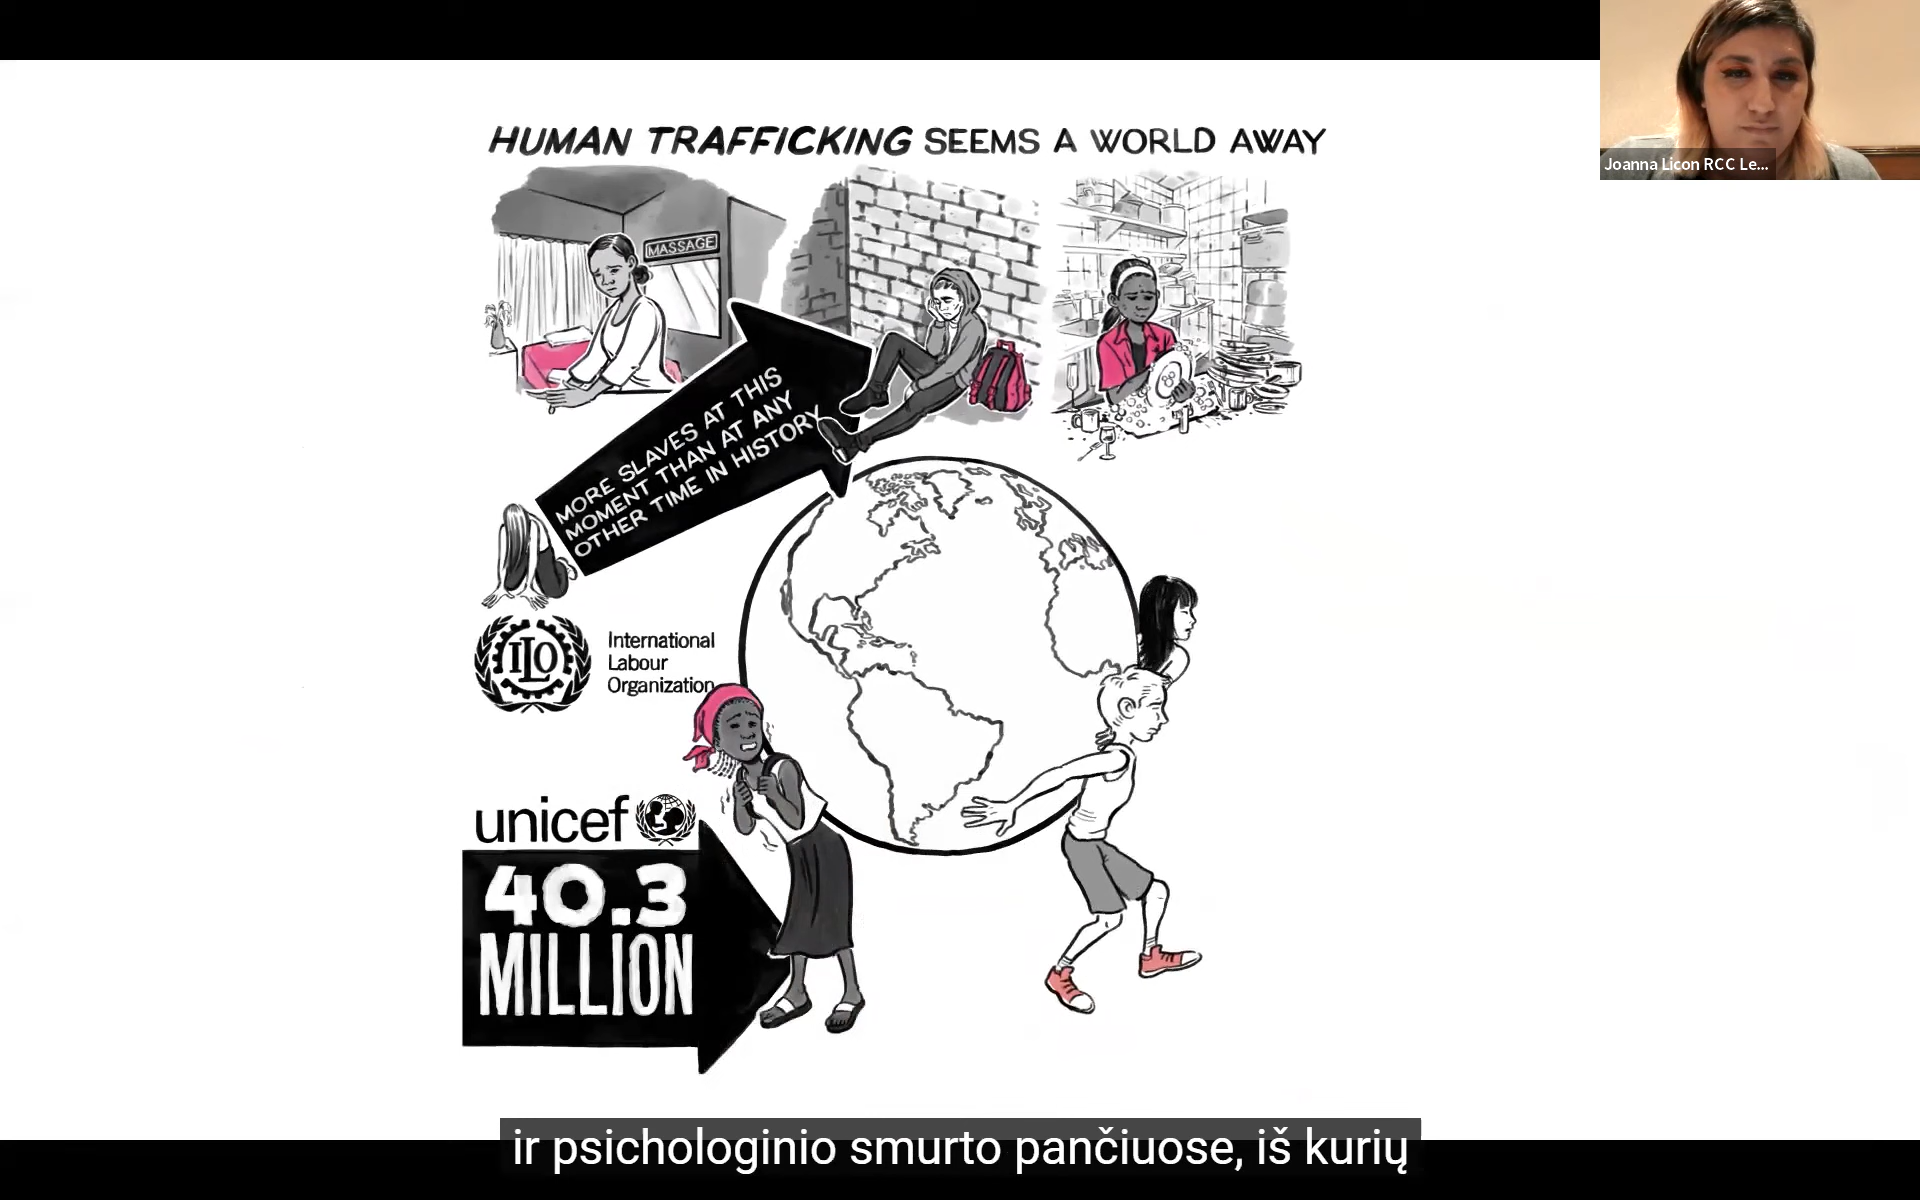 Joanna Licon RCC Le...
HUMAN TRAFFICKING SEEMS A WORLD AWAY
MASSAGE
MORE SLAVES AT THIS
MOMENT THAN AT ANY
OTHER TIME IN HISTORY
ILO
International
Labour
Organization
unicef
40.3
MILLION
ir psichologinio smurto pančiuose, iš kurių